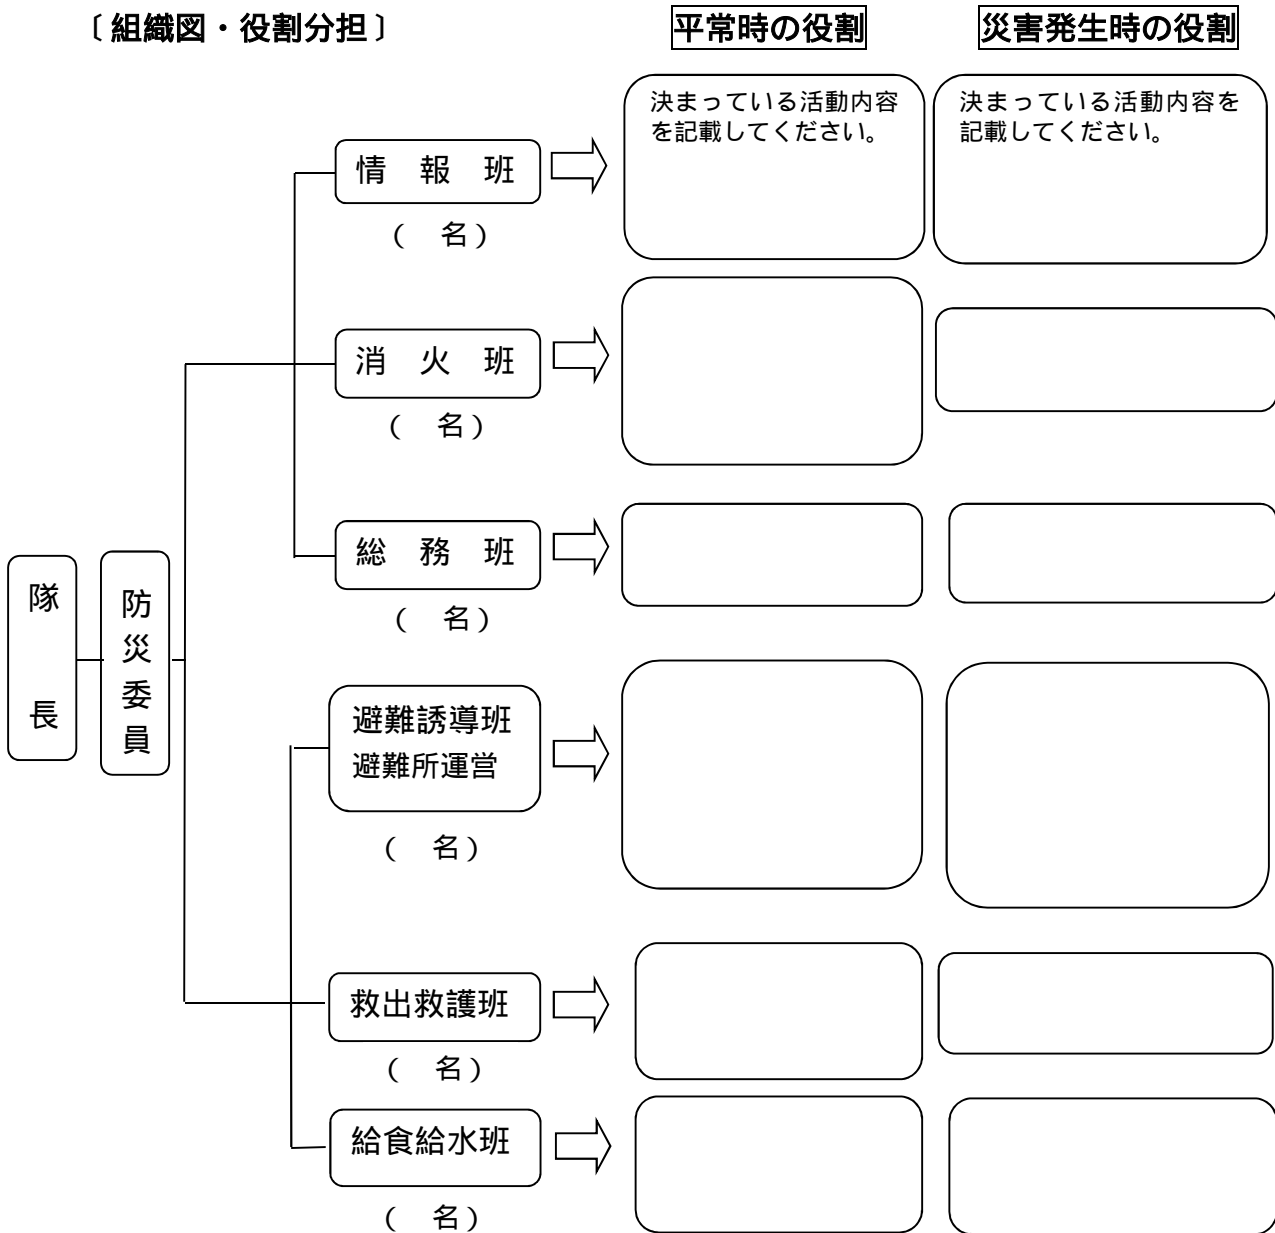 〔 組織図・役割分担 〕
平常時の役割
災害発生時の役割
決まっている活動内容
を記載してください。
決まっている活動内容を
記載してください。
情 報 班
( 名)
消 火 班
( 名)
総 務 班
( 名)
隊長
防災委員
避難誘導班
避難所運営
( 名)
救出救護班
( 名)
給食給水班
( 名)